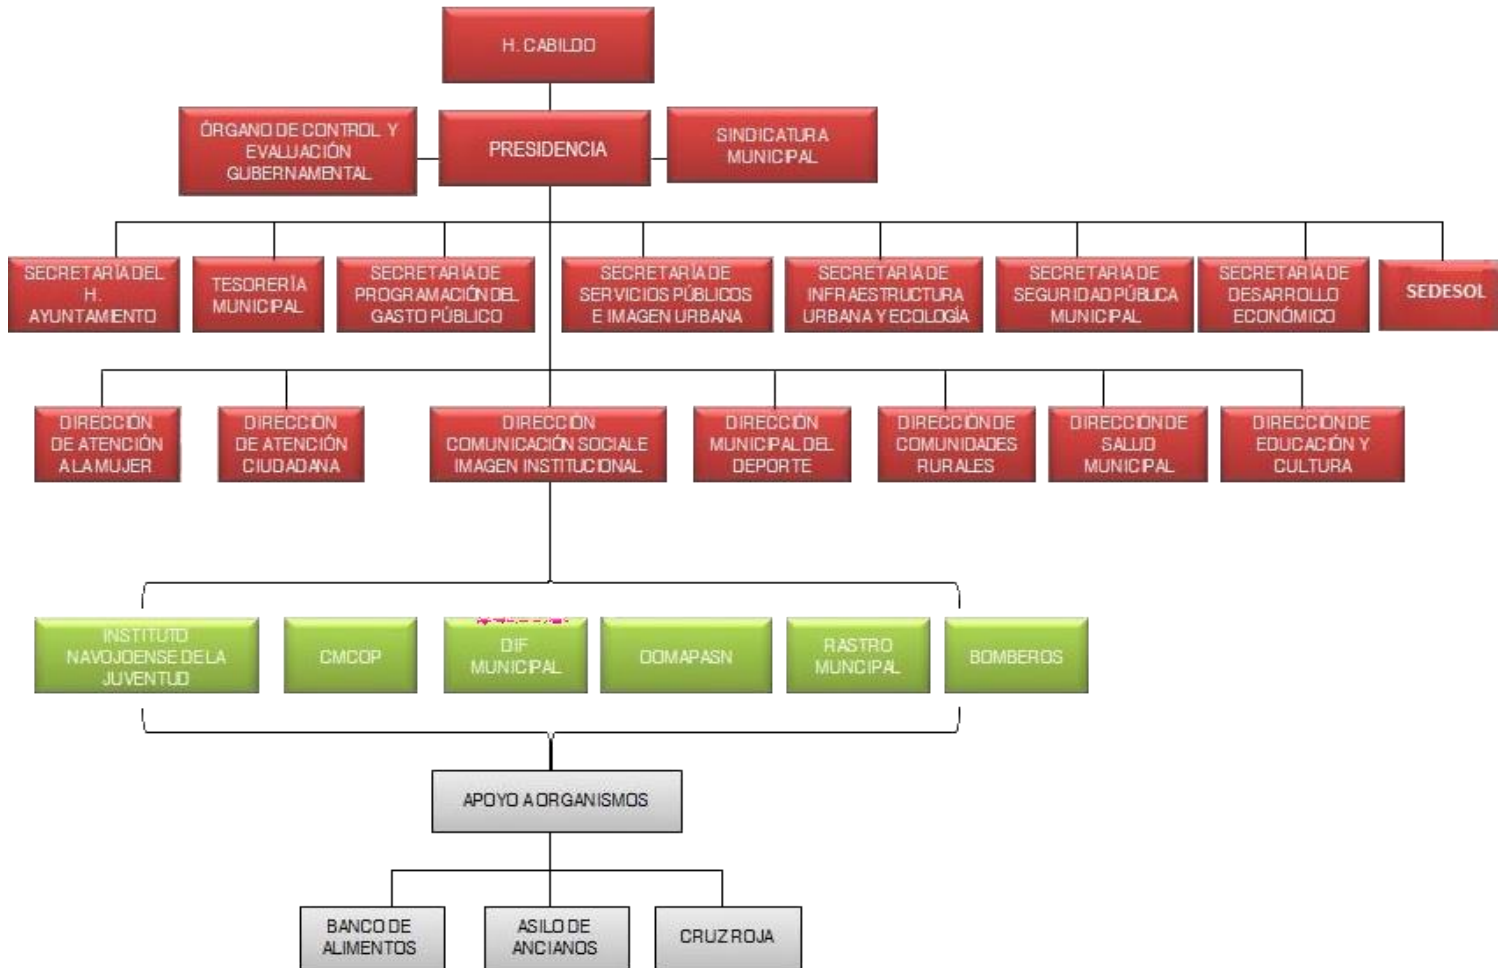 H. CABILDO
ÓRGANO DE CONTROL Y
EVALUACIÓN
GUBERNAMENTAL
PRESIDENCIA
SINDICATURA
MUNICIPAL
SECRETARÍA DEL
H.
AYUNTAMIENTO
TESORERÍA
MUNICIPAL
SECRETARÍA DE
PROGRAMACIÓN DEL
GASTO PÚBLICO
SECRETARÍA DE
SERVICIOS PÚBLICOS
E IMAGEN URBANA
SECRETARÍA DE
INFRAESTRUCTURA
URBANA Y ECOLOGÍA
SECRETARÍA DE
SEGURIDAD PÚBLICA
MUNICIPAL
SECRETARÍA DE
DESARROLLO
ECONÓMICO
SEDESOL
DIRECCIÓN
DE ATENCIÓN
A LA MUJER
DIRECCIÓN
DE ATENCIÓN
CIUDADANA
DIRECCIÓN
COMUNICACIÓN SOCIAL E
IMAGEN INSTITUCIONAL
DIRECCIÓN
MUNICIPAL DEL
DEPORTE
DIRECCIÓN DE
COMUNIDADES
RURALES
DIRECCIÓN DE
SALUD
MUNICIPAL
DIRECCIÓN DE
EDUCACIÓN Y
CULTURA
INSTITUTO
NAVOJOENSE DE LA
JUVENTUD
CMCOP
DIF
MUNICIPAL
OOMAPASN
RASTRO
MUNCIPAL
BOMBEROS
APOYO A ORGANISMOS
BANCO DE
ALIMENTOS
ASILO DE
ANCIANOS
CRUZ ROJA